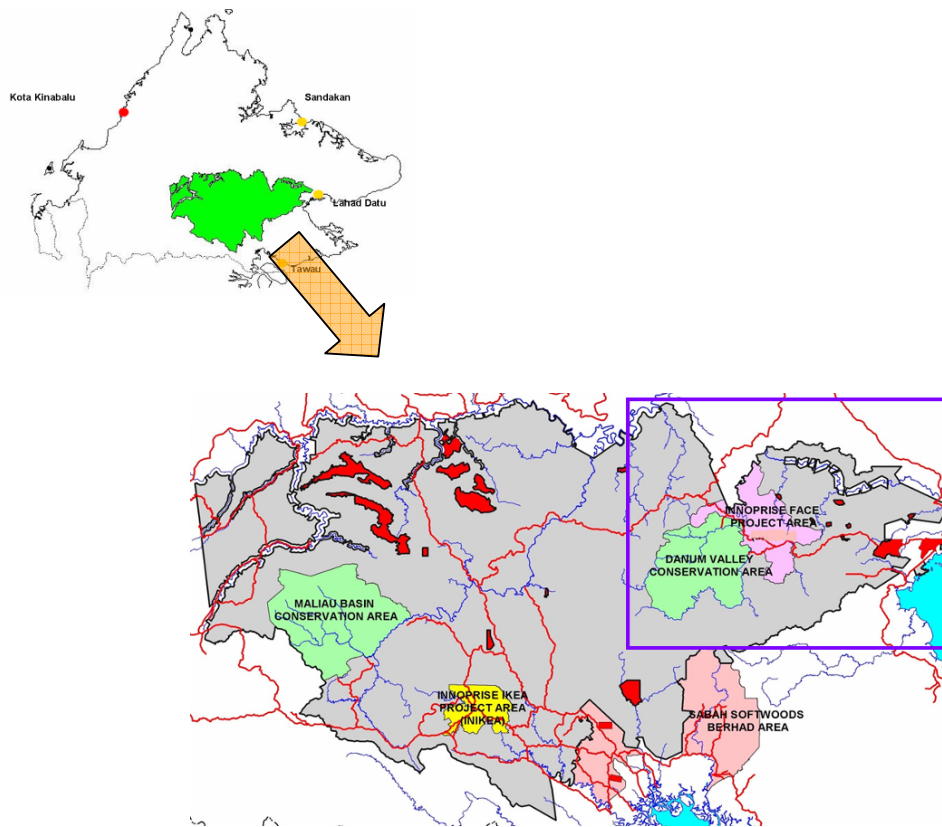 Kota Kinabalu
Sandakan
Lahad Datu
Tawau
INNOPRISE FACE
PROJECT AREA
DANUM VALLEY
CONSERVATION AREA
MALIAU BASIN
CONSERVATION AREA
INNOPRISE IKEA
PROJECT AREA
(INIKEA)
SABAH SOFTWOODS
BERHAD AREA